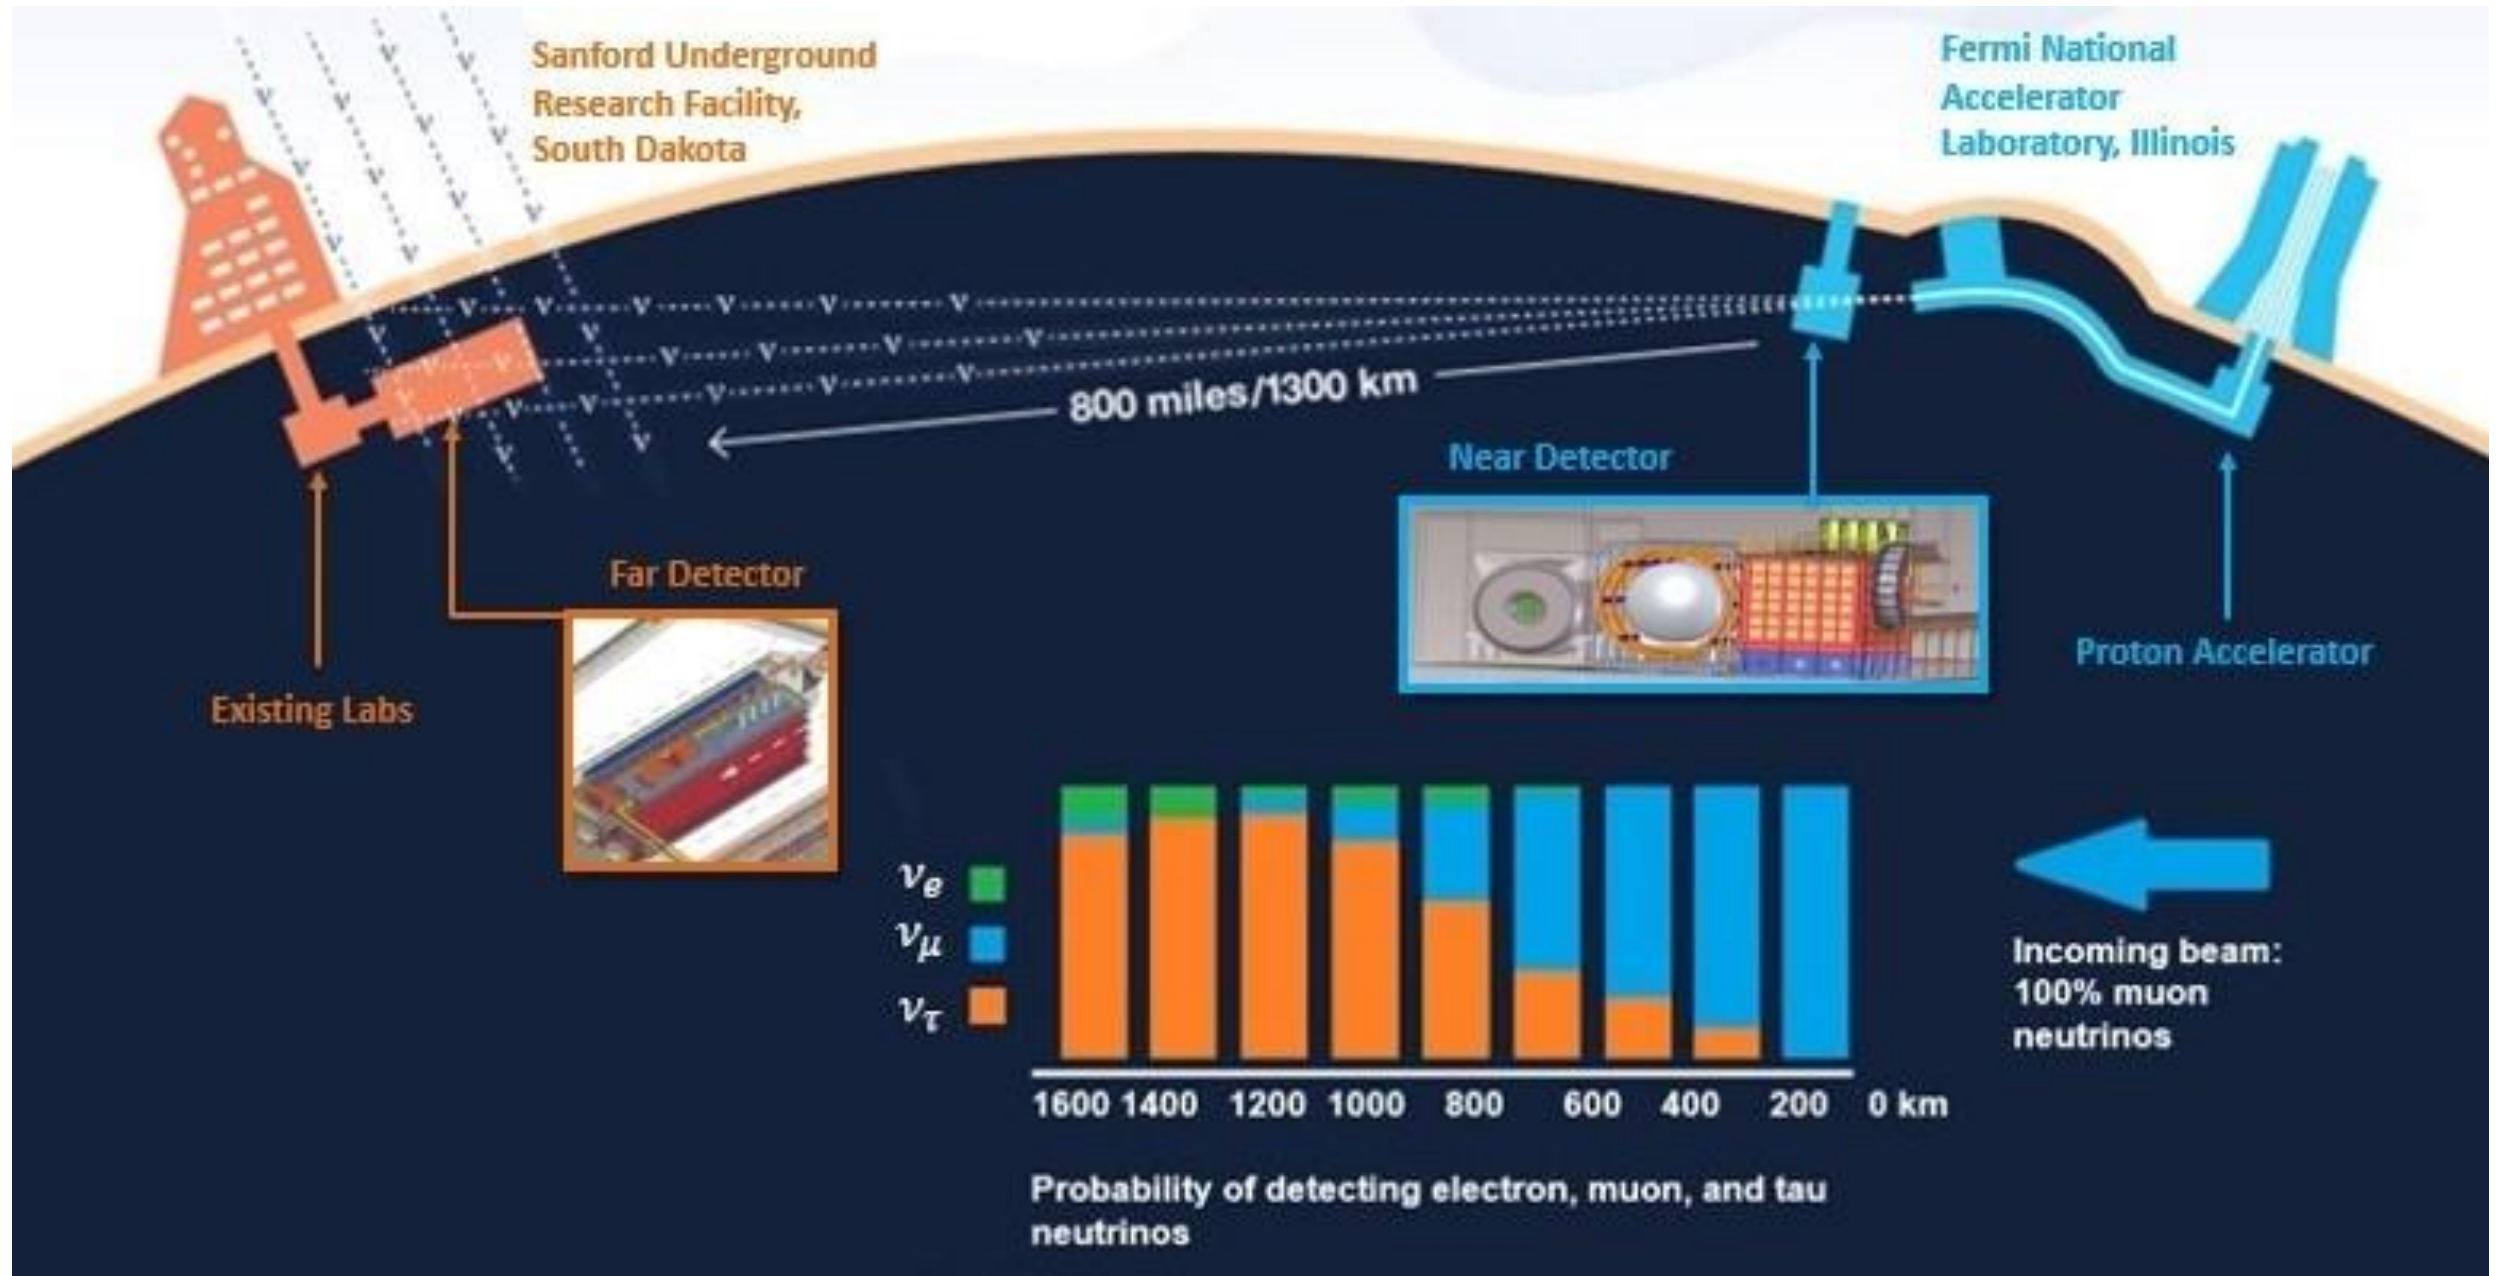 Sanford Underground
Research Facility,
South Dakota
Fermi National
Accelerator
Laboratory, Illinois
800 miles/1300 km
Near Detector
Far Detector
Proton Accelerator
Existing Labs
νe
νμ
ντ
Incoming beam:
100% muon
neutrinos
1600 1400 1200 1000 800 600 400 200 0 km
Probability of detecting electron, muon, and tau
neutrinos